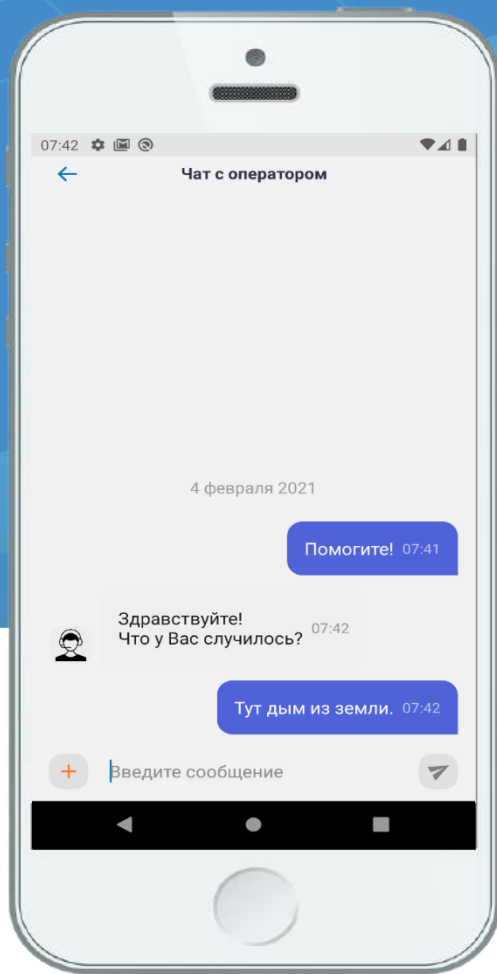 07:42
Чат с оператором
4 февраля 2021
Помогите! 07:41
Здравствуйте!
Что у Вас случилось? 07:42
Тут дым из земли. 07:42
Введите сообщение